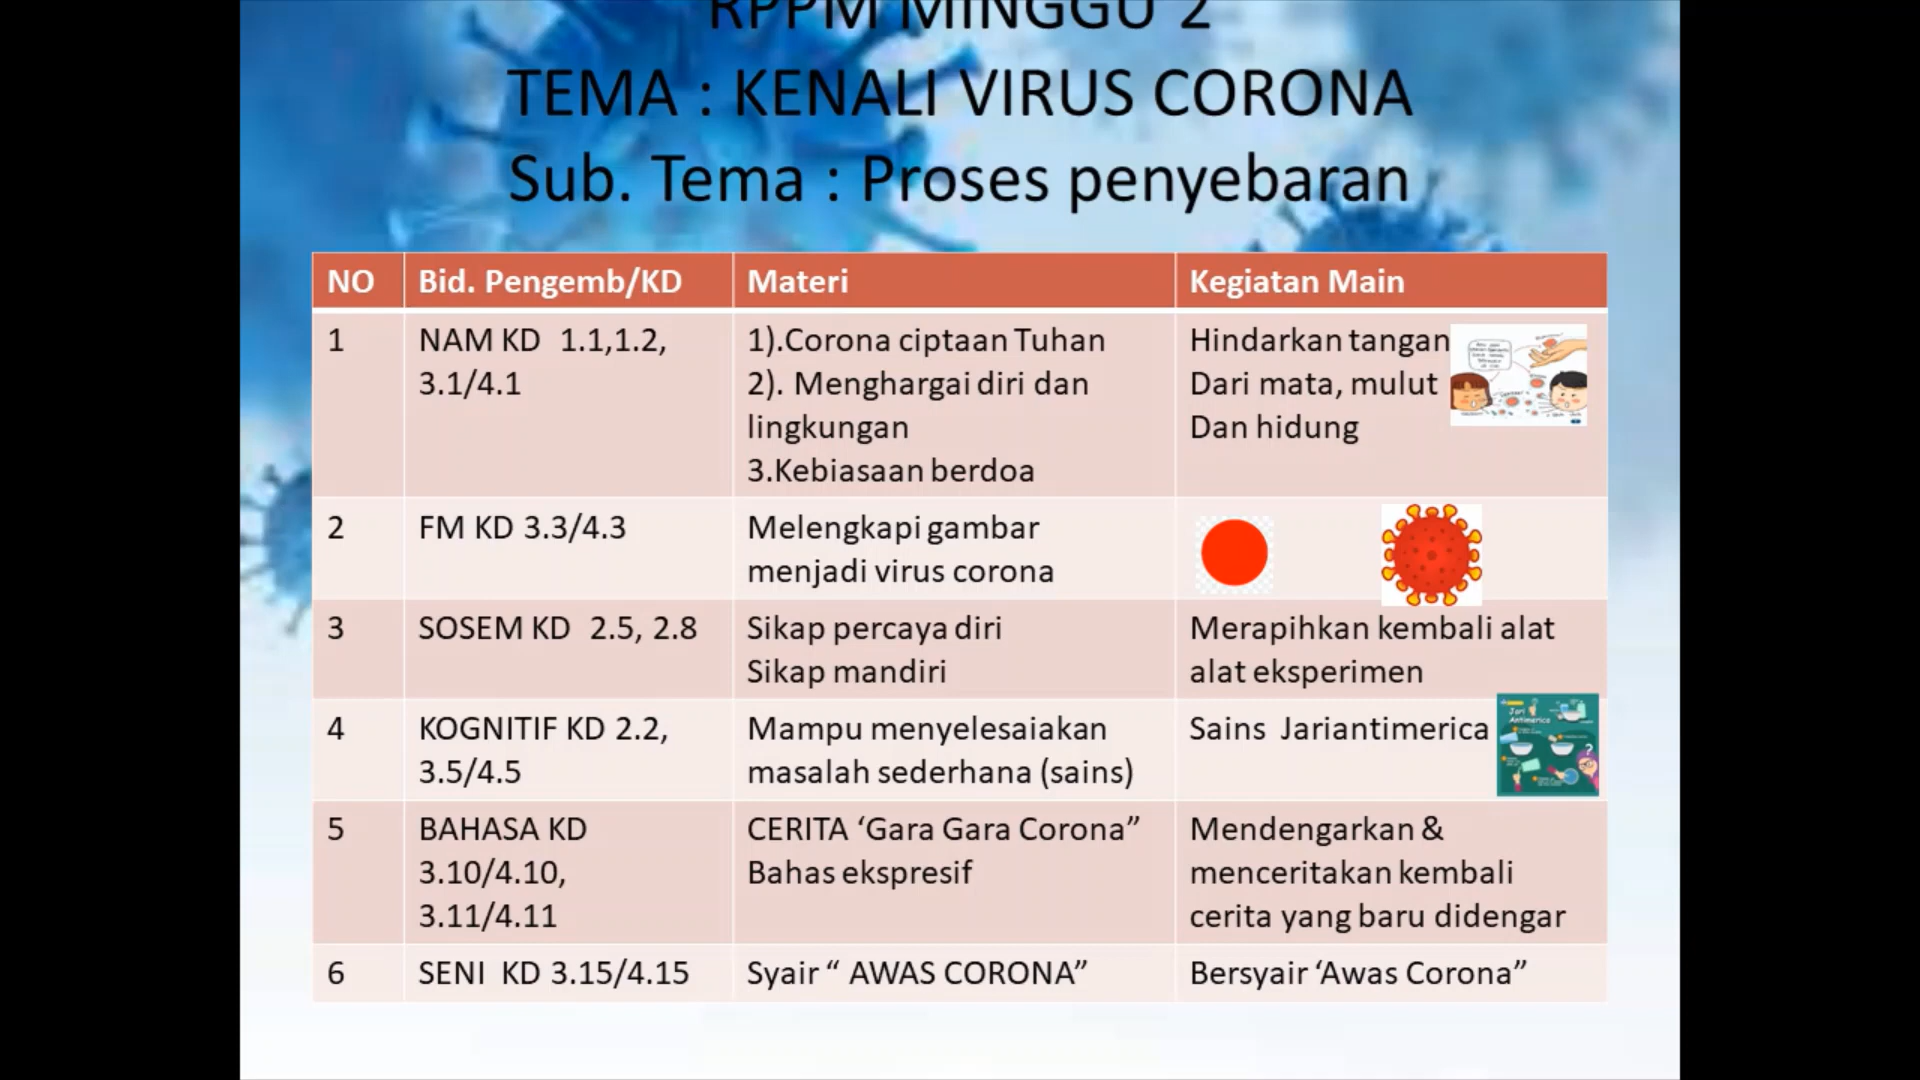 RPPM MINGGU 2
TEMA : KENALI VIRUS CORONA
Sub. Tema : Proses penyebaran
NO Bid. Pengemb/KD Materi Kegiatan Main
1
NAM KD 1.1,1.2,
3.1/4.1
1).Corona ciptaan Tuhan
2). Menghargai diri dan
lingkungan
3.Kebiasaan berdoa
Hindarkan tangan
Dari mata, mulut
Dan hidung
2
FM KD 3.3/4.3
Melengkapi gambar
menjadi virus corona
3
SOSEM KD 2.5, 2.8
Sikap percaya diri
Sikap mandiri
Merapihkan kembali alat
alat eksperimen
4
KOGNITIF KD 2.2,
3.5/4.5
Mampu menyelesaiakan
masalah sederhana (sains)
Sains Jariantimerica
Jari
Antimerica
?
5
BAHASA KD
3.10/4.10,
3.11/4.11
CERITA ‘Gara Gara Corona”
Bahas ekspresif
Mendengarkan &
menceritakan kembali
cerita yang baru didengar
6
SENI KD 3.15/4.15
Syair “ AWAS CORONA”
Bersyair ‘Awas Corona”